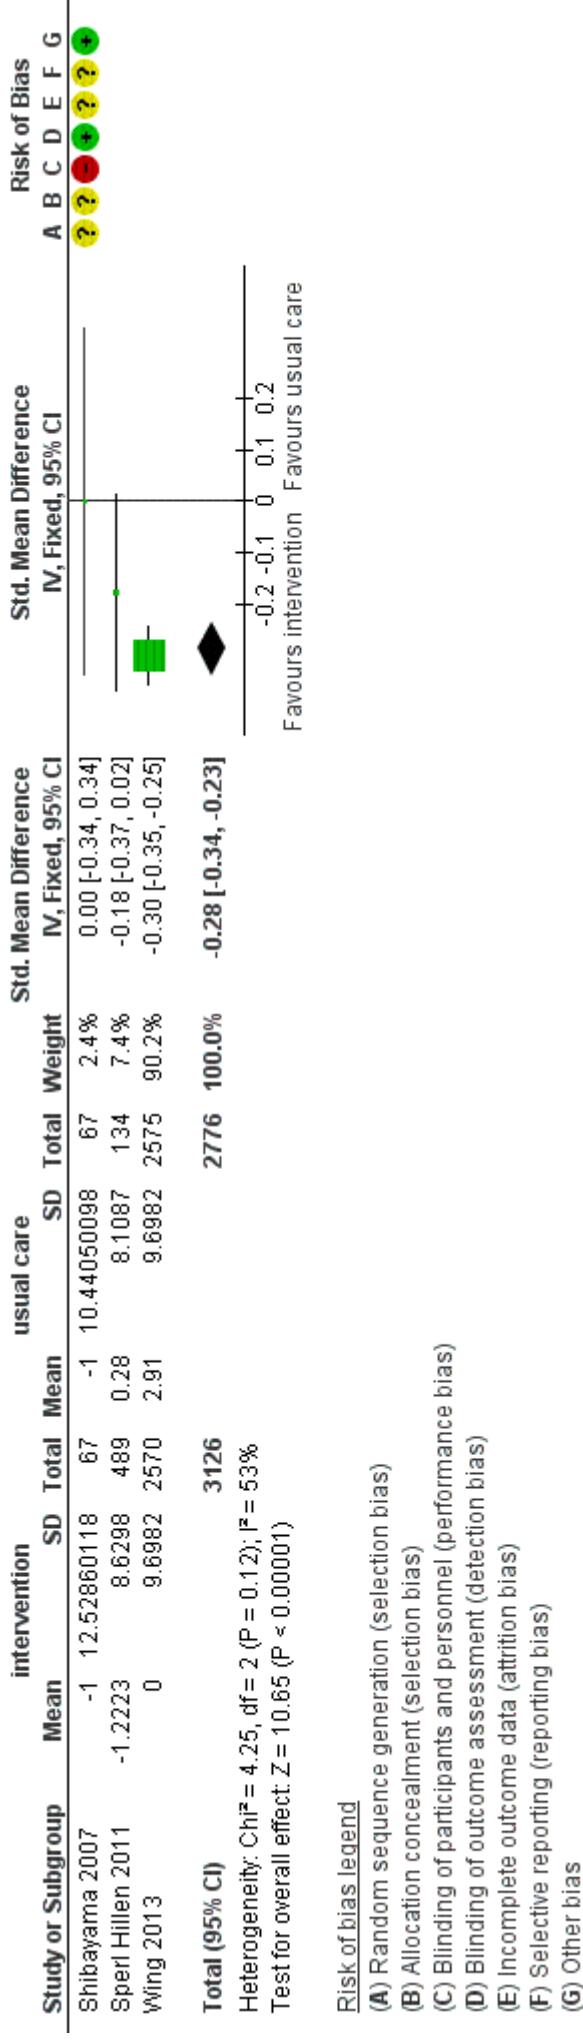 intervention usual care Std. Mean Difference Std. Mean Difference Risk of Bias
Study or Subgroup Mean SD Total Mean SD Total Weight IV, Fixed, 95% CI IV, Fixed, 95% CI A B C D E F G
Shibayama 2007 -1 12.52860118 67 -1 10.44050098 67 2.4% 0.00 [-0.34, 0.34] ? ? - + ? ? +
Sperl Hillen 2011 -1.2223 8.6298 489 0.28 8.1087 134 7.4% -0.18 [-0.37, 0.02]
Wing 2013 0 9.6982 2570 2.91 9.6982 2575 90.2% -0.30 [-0.35, -0.25]
Total (95% CI) 3126 2776 100.0% -0.28 [-0.34, -0.23]
Heterogeneity: Chi² = 4.25, df = 2 (P = 0.12); I² = 53%
Test for overall effect: Z = 10.65 (P < 0.00001)
-0.2 -0.1 0 0.1 0.2
Favours intervention Favours usual care
Risk of bias legend
(A) Random sequence generation (selection bias)
(B) Allocation concealment (selection bias)
(C) Blinding of participants and personnel (performance bias)
(D) Blinding of outcome assessment (detection bias)
(E) Incomplete outcome data (attrition bias)
(F) Selective reporting (reporting bias)
(G) Other bias